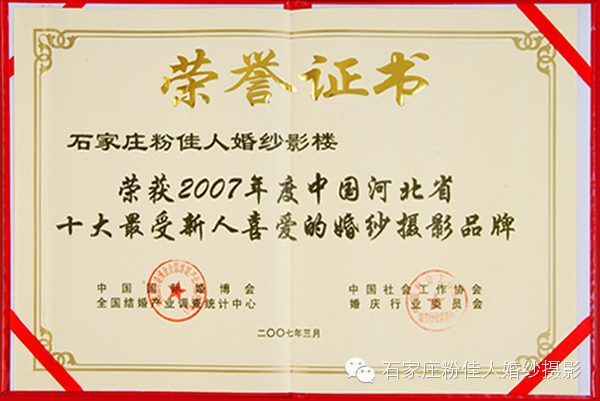 荣誉证书
石家庄粉佳人婚纱影楼
荣获2007年度中国河北省
十大最受新人喜爱的婚纱摄影品牌
中国国际婚博会
全国结婚产业调查统计中心
中国社会工作协会
婚庆行业委员会
二〇〇七年三月
石家庄粉佳人婚纱摄影